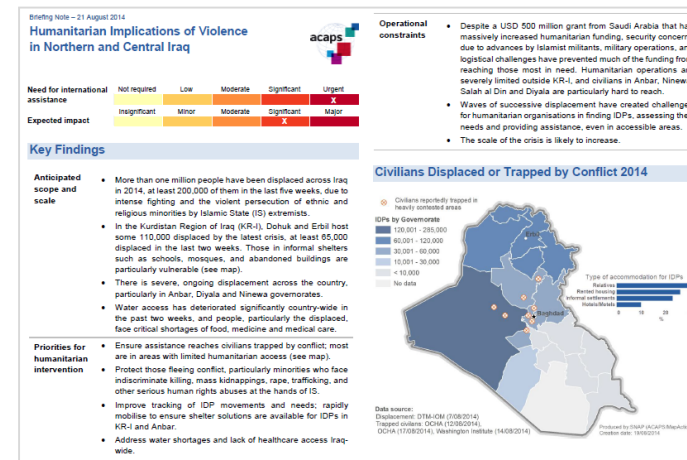 Briefing Note – 21 August 2014
Humanitarian Implications of Violence
in Northern and Central Iraq
acaps
Need for international
assistance
Not required
Low
Moderate
Significant
Urgent
X
Insignificant
Minor
Moderate
Significant
Major
Expected impact
X
Key Findings
Anticipated
scope and
scale
• More than one million people have been displaced across Iraq
in 2014, at least 200,000 of them in the last five weeks, due to
intense fighting and the violent persecution of ethnic and
religious minorities by Islamic State (IS) extremists.
• In the Kurdistan Region of Iraq (KR-I), Dohuk and Erbil host
some 110,000 displaced by the latest crisis, at least 65,000
displaced in the last two weeks. Those in informal shelters
such as schools, mosques, and abandoned buildings are
particularly vulnerable (see map).
• There is severe, ongoing displacement across the country,
particularly in Anbar, Diyala and Ninewa governorates.
• Water access has deteriorated significantly country-wide in
the past two weeks, and people, particularly the displaced,
face critical shortages of food, medicine and medical care.
Priorities for
humanitarian
intervention
• Ensure assistance reaches civilians trapped by conflict; most
are in areas with limited humanitarian access (see map).
• Protect those fleeing conflict, particularly minorities who face
indiscriminate killing, mass kidnappings, rape, trafficking, and
other serious human rights abuses at the hands of IS.
• Improve tracking of IDP movements and needs; rapidly
mobilise to ensure shelter solutions are available for IDPs in
KR-I and Anbar.
• Address water shortages and lack of healthcare access Iraq-
wide.
Operational
constraints
• Despite a USD 500 million grant from Saudi Arabia that ha
massively increased humanitarian funding, security concern
due to advances by Islamist militants, military operations, an
logistical challenges have prevented much of the funding from
reaching those most in need. Humanitarian operations a
severely limited outside KR-I, and civilians in Anbar, Ninewa
Salah al Din and Diyala are particularly hard to reach.
• Waves of successive displacement have created challenge
for humanitarian organisations in finding IDPs, assessing the
needs and providing assistance, even in accessible areas.
• The scale of the crisis is likely to increase.
Civilians Displaced or Trapped by Conflict 2014
Civilians reportedly trapped in
heavily contested areas
IDPs by Governorate
120,001 - 285,000
60,001 - 120,000
30,001 - 60,000
10,001 - 30,000
< 10,000
No data
Erbil
Baghdad
Type of accommodation for IDPs
Relatives
Rented housing
Informal settlements
Hotels/Motels
0
10
20
%
Data source:
Displacement: DTM-IOM (7/08/2014)
Trapped civilians: OCHA (12/08/2014),
OCHA (17/08/2014), Washington Institute (14/08/2014)
Produced by SNAP (ACAPS/MapActio
Creation date: 19/08/2014